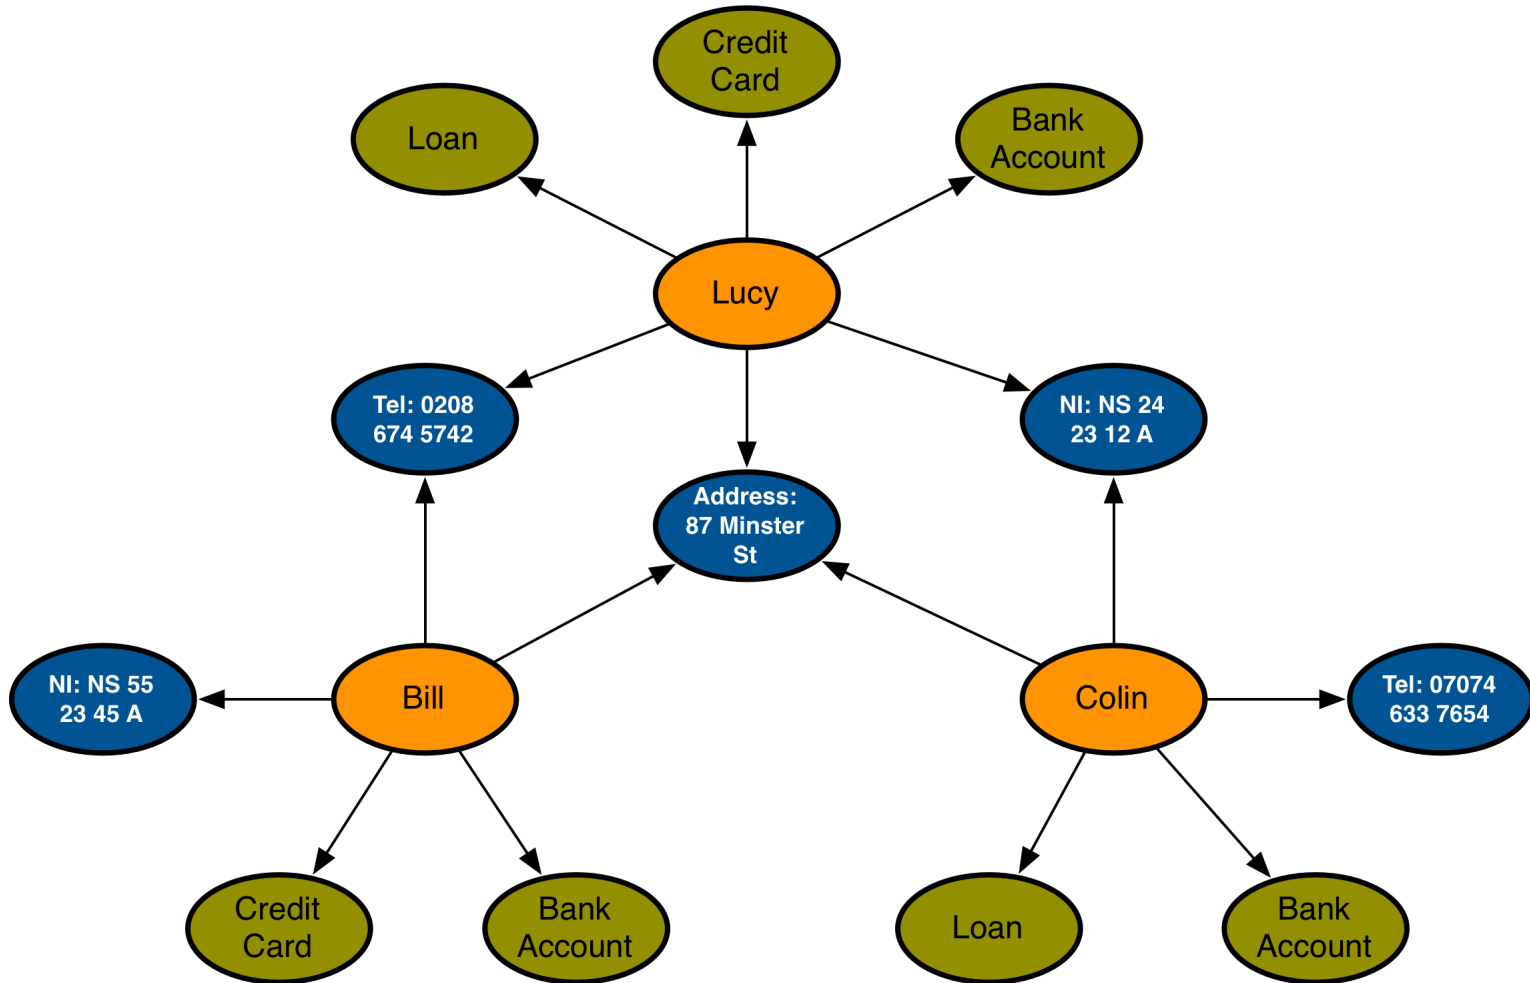 Credit
Card
Loan
Bank
Account
Lucy
Tel: 0208
674 5742
NI: NS 24
23 12 A
Address:
87 Minster
St
NI: NS 55
23 45 A
Bill
Colin
Tel: 07074
633 7654
Credit
Card
Bank
Account
Loan
Bank
Account